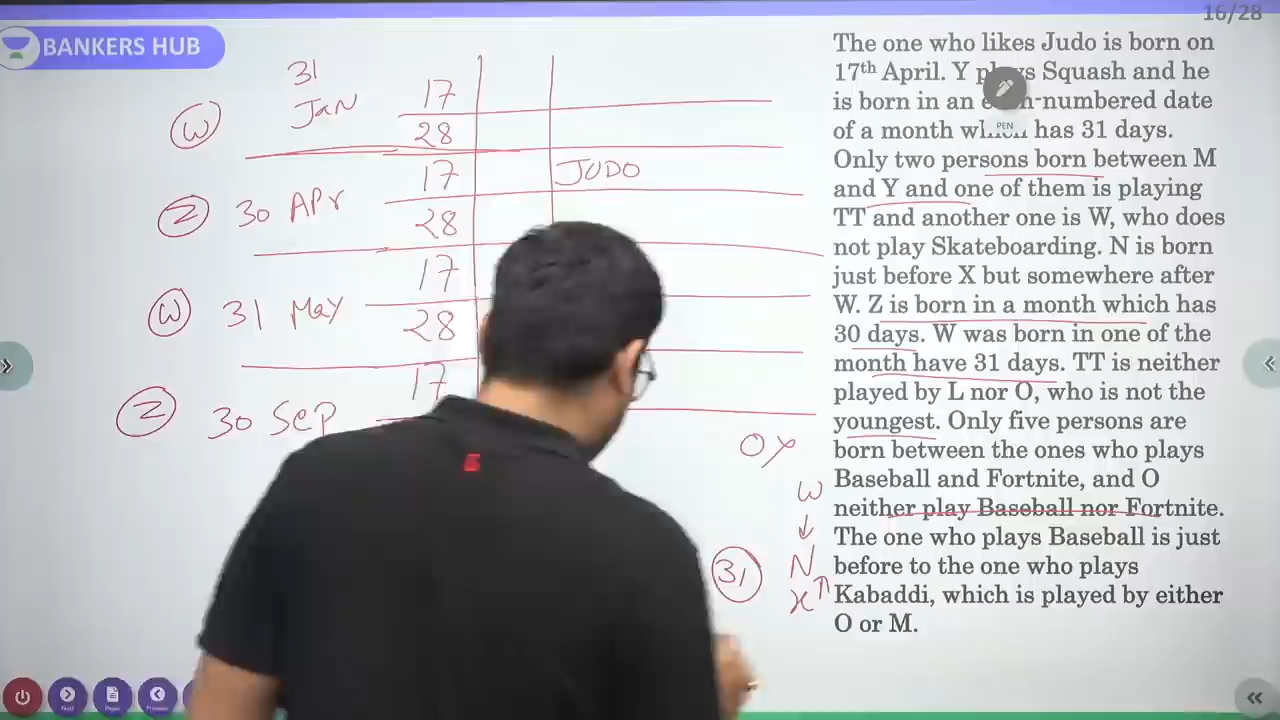 16/28
BANKERS HUB
31
Jan
W
17
28
17 JUDO
Z 30 Apr
28
17
W 31 May
28
17
Z 30 Sep
OY
W
N
31
X
The one who likes Judo is born on
17th April. Y plays Squash and he
is born in an even-numbered date
of a month which has 31 days.
Only two persons born between M
and Y and one of them is playing
TT and another one is W, who does
not play Skateboarding. N is born
just before X but somewhere after
W. Z is born in a month which has
30 days. W was born in one of the
month have 31 days. TT is neither
played by L nor O, who is not the
youngest. Only five persons are
born between the ones who plays
Baseball and Fortnite, and O
neither play Baseball nor Fortnite.
The one who plays Baseball is just
before to the one who plays
Kabaddi, which is played by either
O or M.
PEN
Next